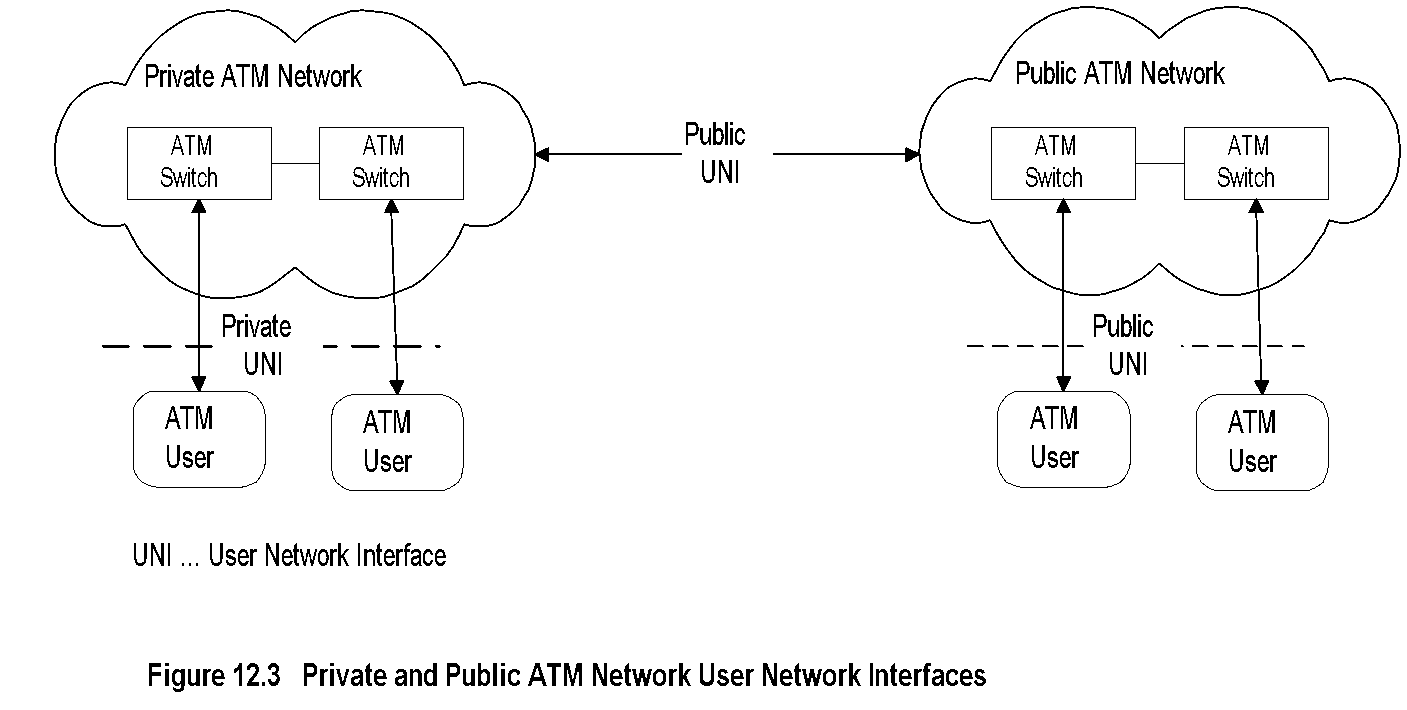 Private ATM Network
Public ATM Network
ATM
Switch
ATM
Switch
Public
UNI
ATM
Switch
ATM
Switch
Private
UNI
Public
UNI
ATM
User
ATM
User
ATM
User
ATM
User
UNI ... User Network Interface
Figure 12.3 Private and Public ATM Network User Network Interfaces